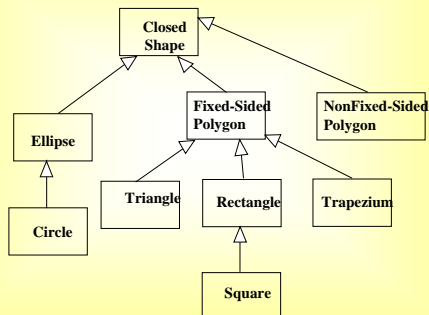 Closed
Shape
Fixed-Sided
Polygon
NonFixed-Sided
Polygon
Ellipse
Triangle
Rectangle
Trapezium
Circle
Square